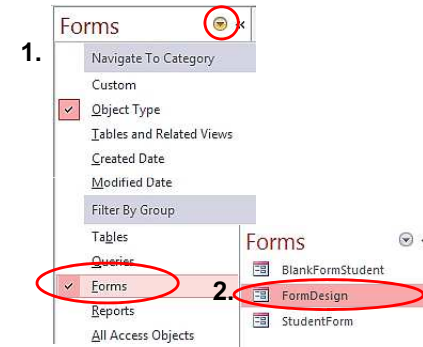 Forms
1.
Navigate To Category
Custom
Object Type
Tables and Related Views
Created Date
Modified Date
Filter By Group
Tables
Queries
Forms
Reports
All Access Objects
Forms
BlankFormStudent
2.
FormDesign
StudentForm